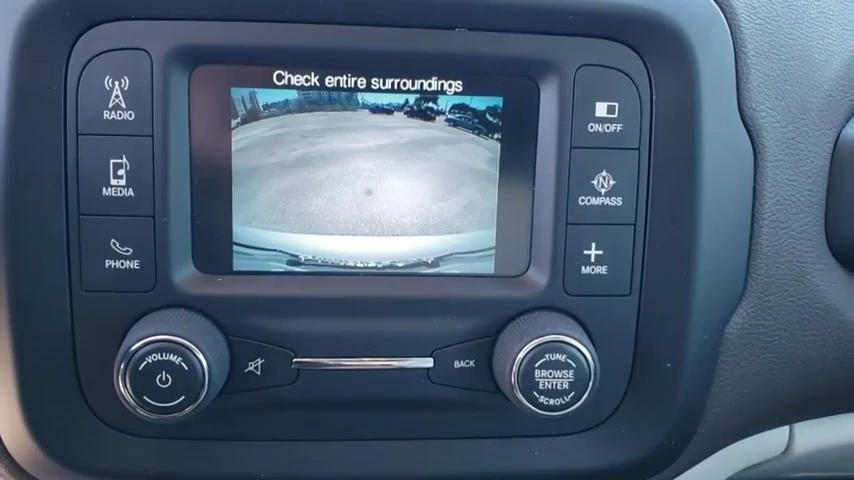 Check entire surroundings
RADIO
MEDIA
PHONE
ON/OFF
N
COMPASS
MORE
VOLUME
BACK
TUNE
BROWSE
ENTER
SCROLL